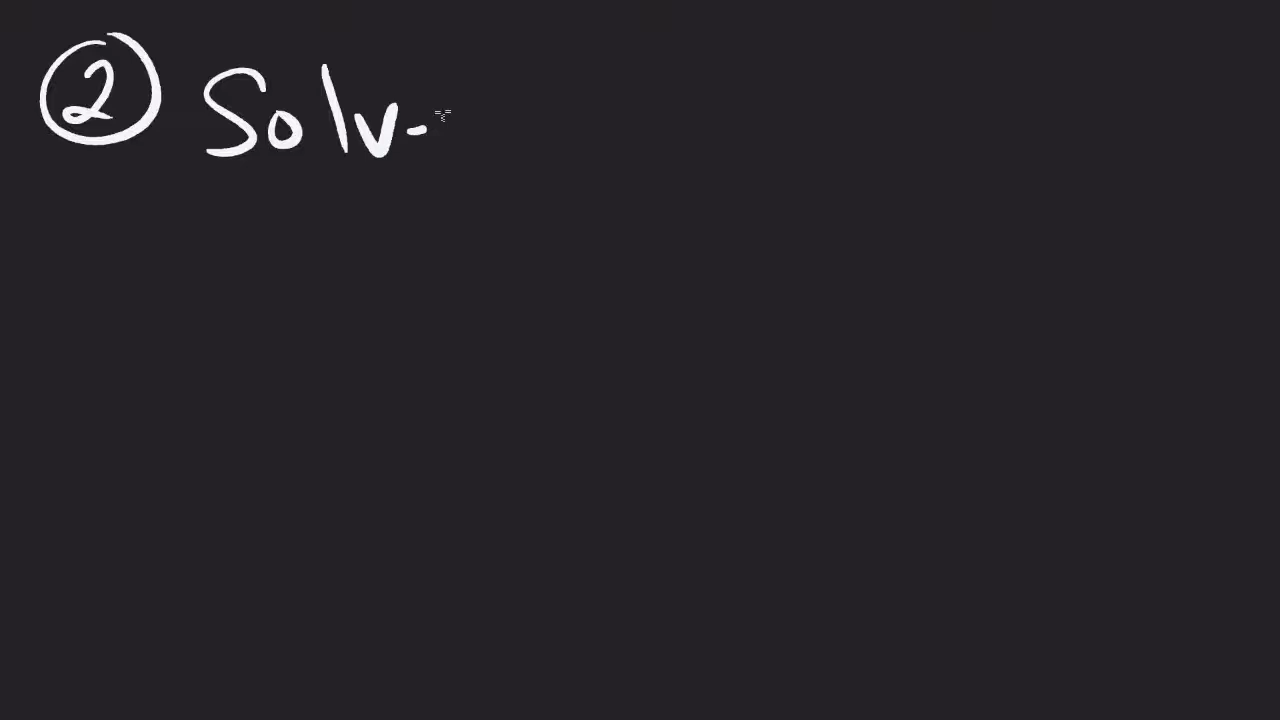 ② Solv-